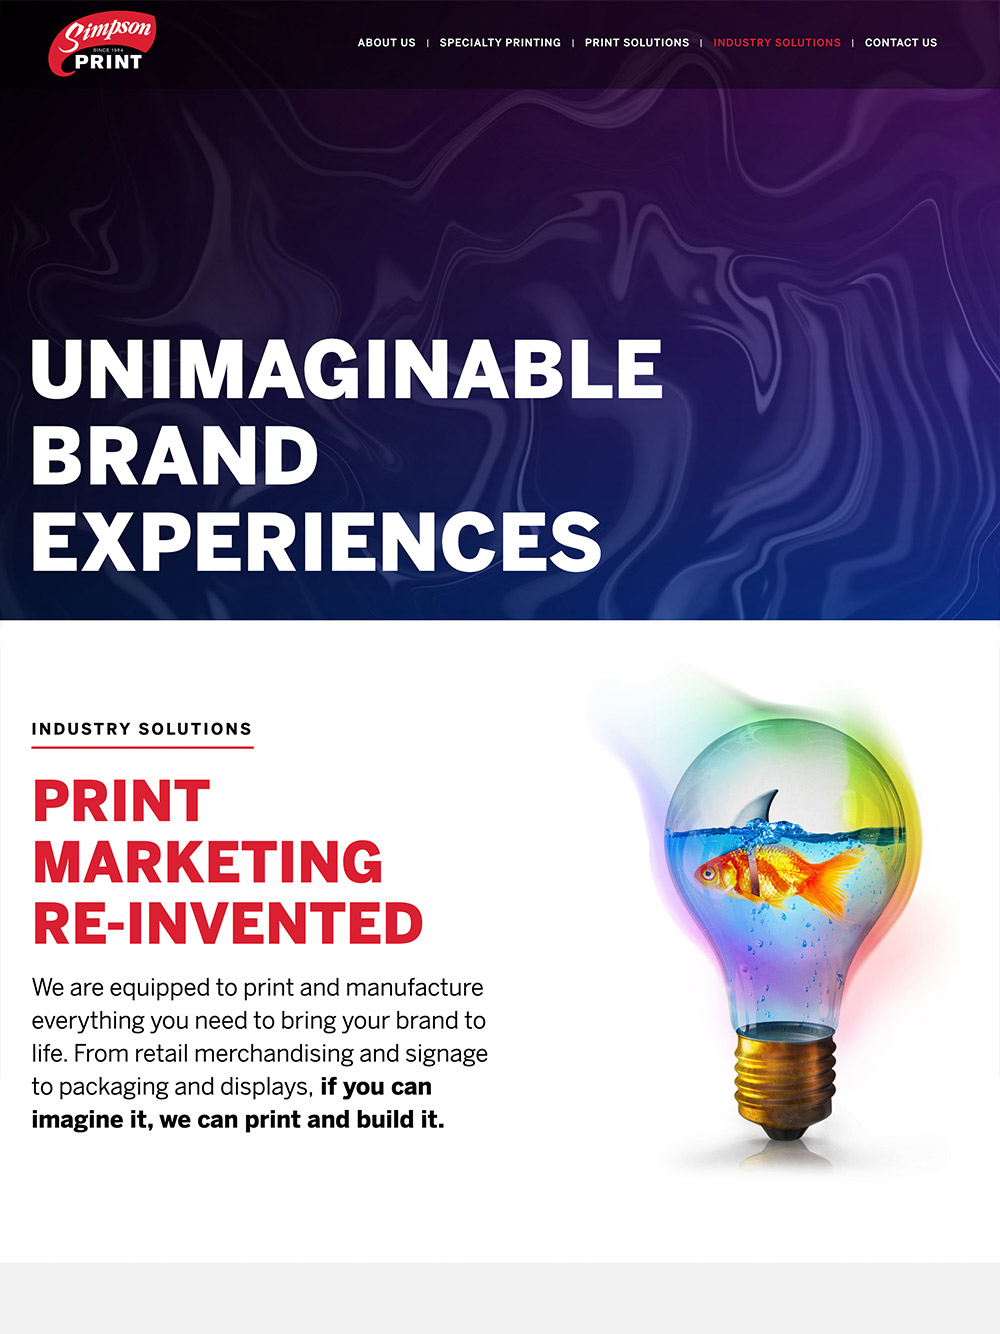 Simpson
SINCE 1964
PRINT
ABOUT US | SPECIALTY PRINTING | PRINT SOLUTIONS | INDUSTRY SOLUTIONS | CONTACT US
UNIMAGINABLE
BRAND
EXPERIENCES
INDUSTRY SOLUTIONS
PRINT
MARKETING
RE-INVENTED
We are equipped to print and manufacture
everything you need to bring your brand to
life. From retail merchandising and signage
to packaging and displays, if you can
imagine it, we can print and build it.